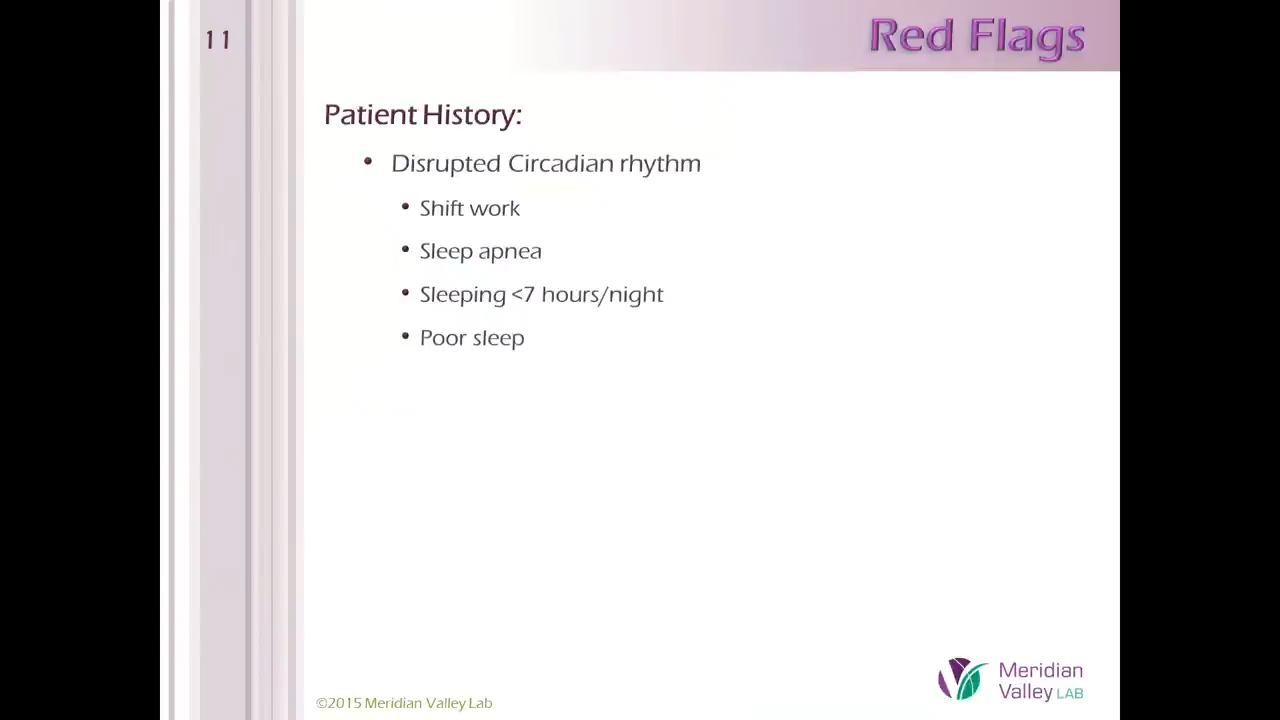 11
Red Flags
Patient History:
• Disrupted Circadian rhythm
• Shift work
• Sleep apnea
• Sleeping <7 hours/night
• Poor sleep
©2015 Meridian Valley Lab
Meridian
Valley LAB